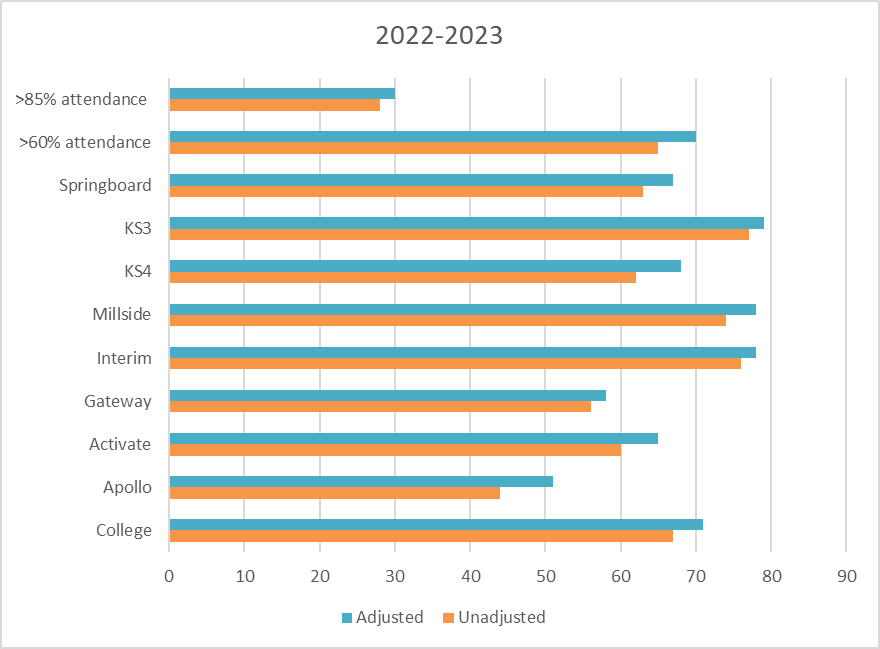 2022-2023
>85% attendance
>60% attendance
Springboard
KS3
KS4
Millside
Interim
Gateway
Activate
Apollo
College
0 10 20 30 40 50 60 70 80 90
Adjusted Unadjusted